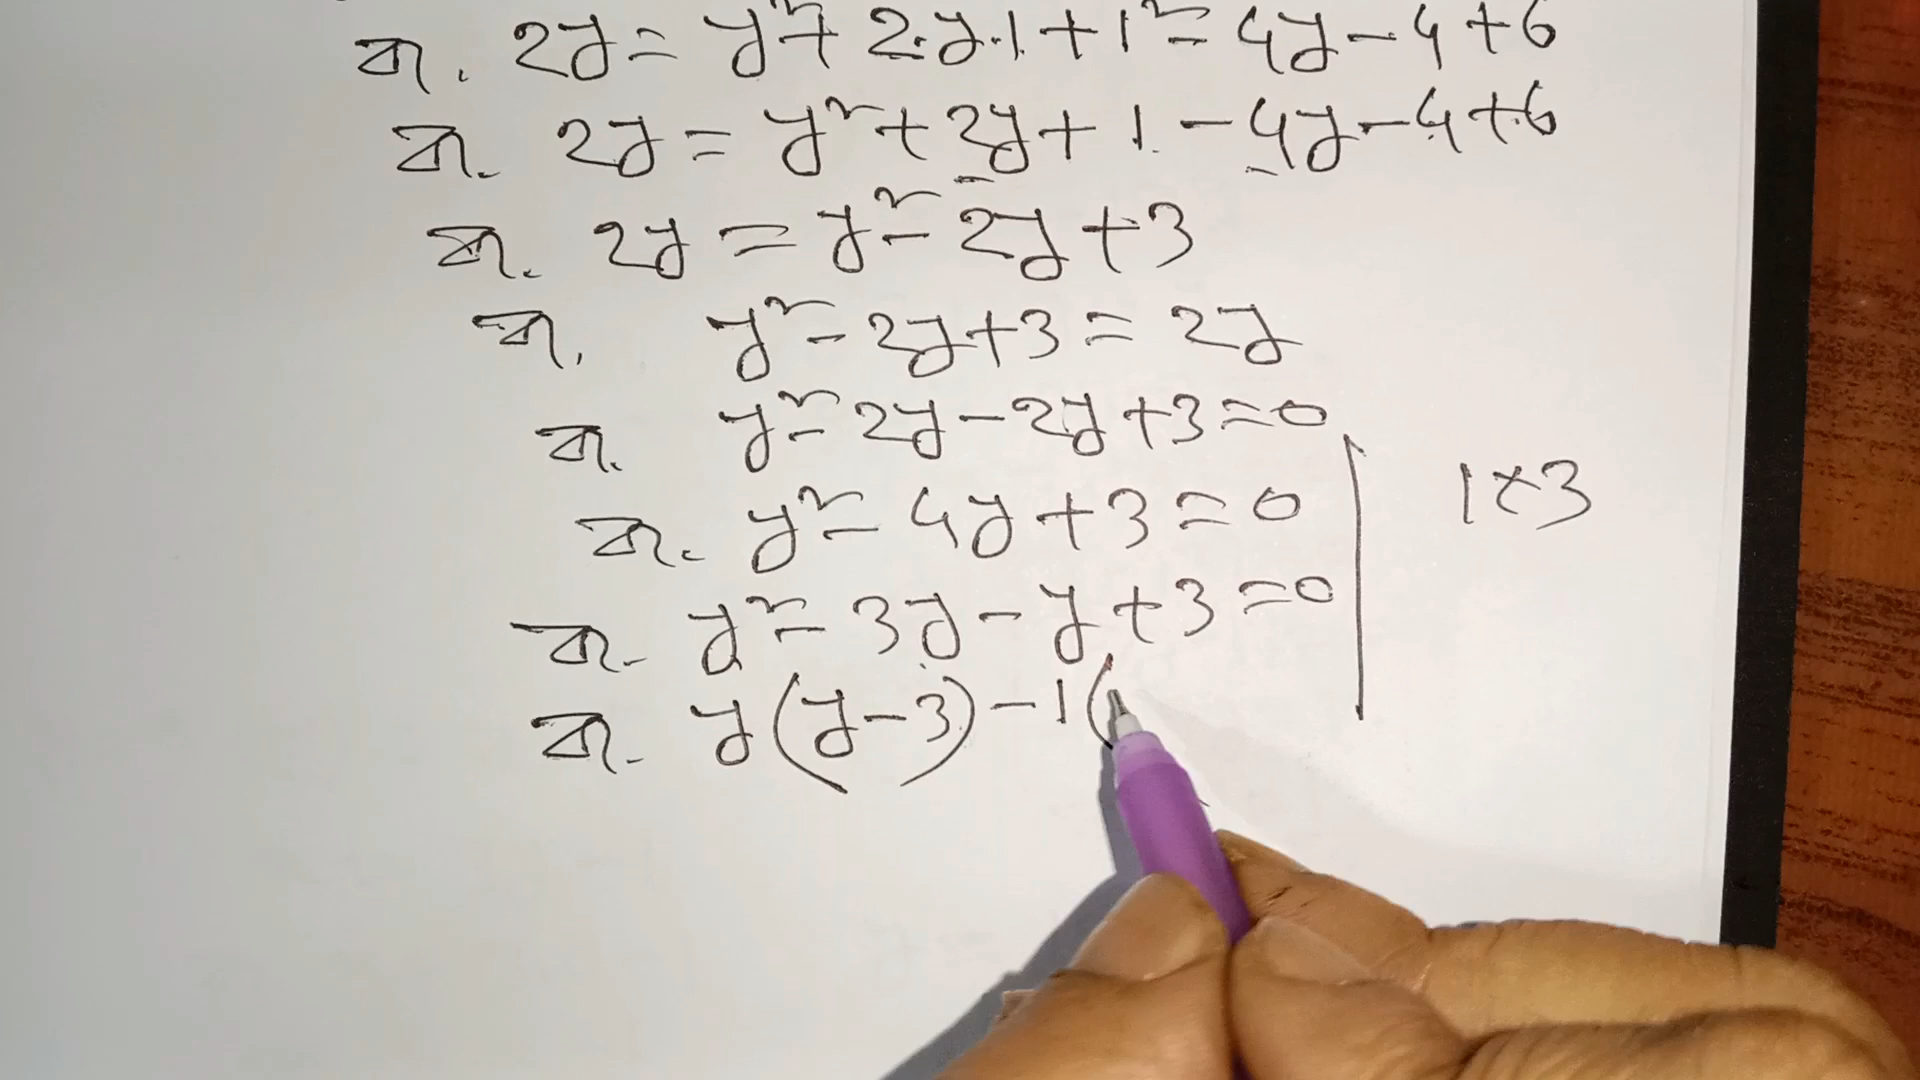 বা. 2y = y² + 2.y.1 + 1² = 4y - 4 + 6
বা. 2y = y² + 2y + 1 - 4y - 4 + 6
বা. 2y = y² - 2y + 3
বা. y² - 2y + 3 = 2y
বা. y² - 2y - 2y + 3 = 0
বা. y² - 4y + 3 = 0
1×3
বা. y² - 3y - y + 3 = 0
বা. y(y - 3) - 1(